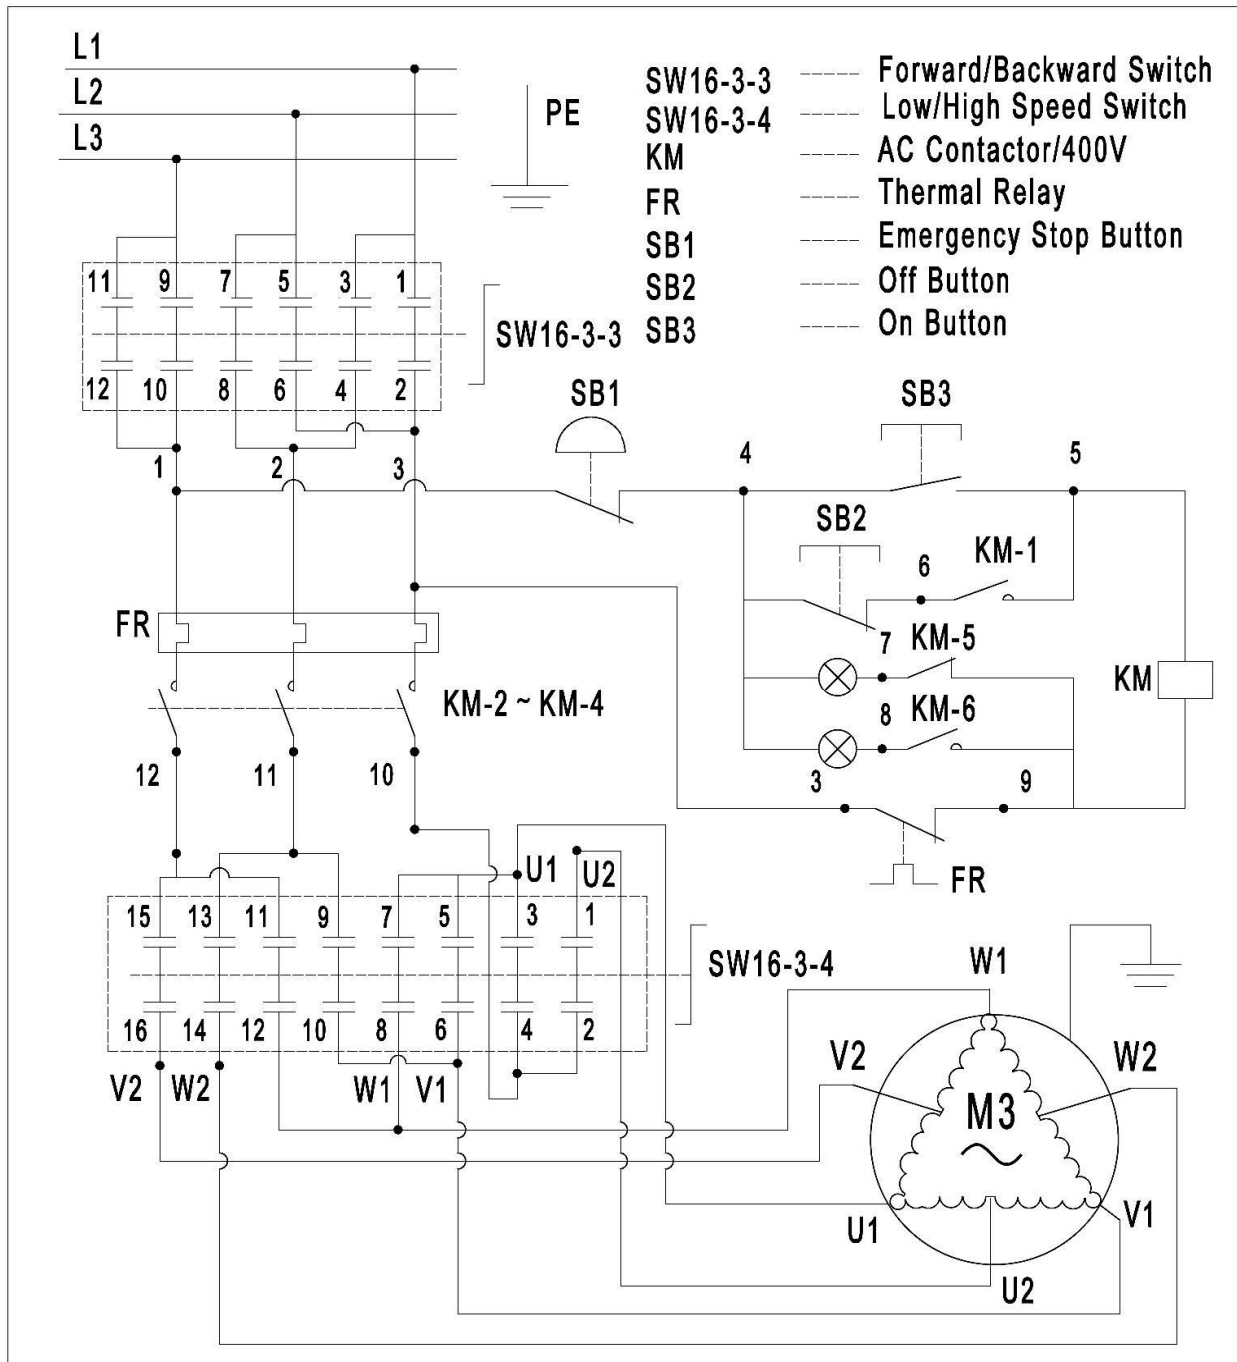 L1
L2
L3
PE
SW16-3-3 Forward/Backward Switch
SW16-3-4 Low/High Speed Switch
KM AC Contactor/400V
FR Thermal Relay
SB1 Emergency Stop Button
SB2 Off Button
SB3 On Button
11 9 7 5 3 1
SW16-3-3
12 10 8 6 4 2
SB1 SB3
1 2 3 4 5
SB2
6 KM-1
FR
7 KM-5
KM
KM-2 ~ KM-4
8 KM-6
12 11 10 3 9
U1 U2 FR
15 13 11 9 7 5 3 1
SW16-3-4
W1
16 14 12 10 8 6 4 2
V2 W2
V2 W2 W1 V1
M3
U1 V1
U2